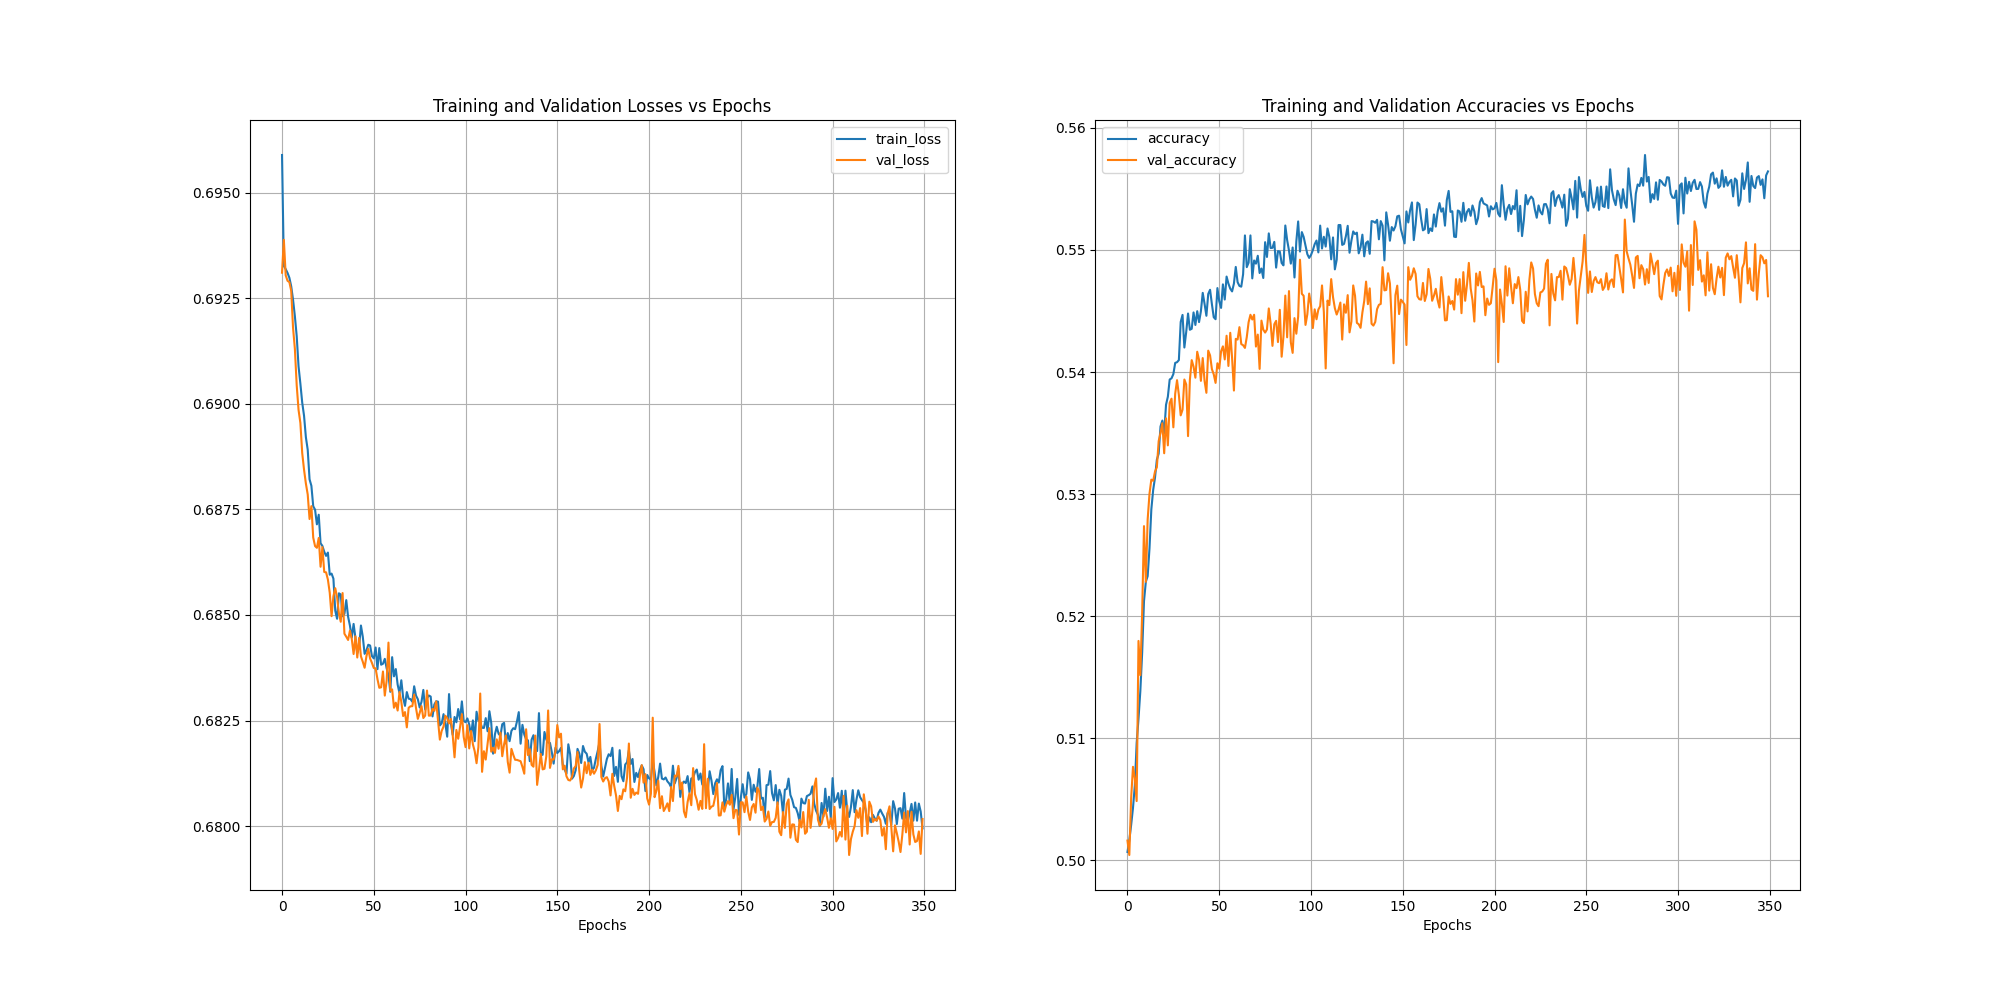 Training and Validation Losses vs Epochs
train_loss
val_loss
0.6950
0.6925
0.6900
0.6875
0.6850
0.6825
0.6800
0 50 100 150 200 250 300 350
Epochs
Training and Validation Accuracies vs Epochs
accuracy
val_accuracy
0.56
0.55
0.54
0.53
0.52
0.51
0.50
0 50 100 150 200 250 300 350
Epochs